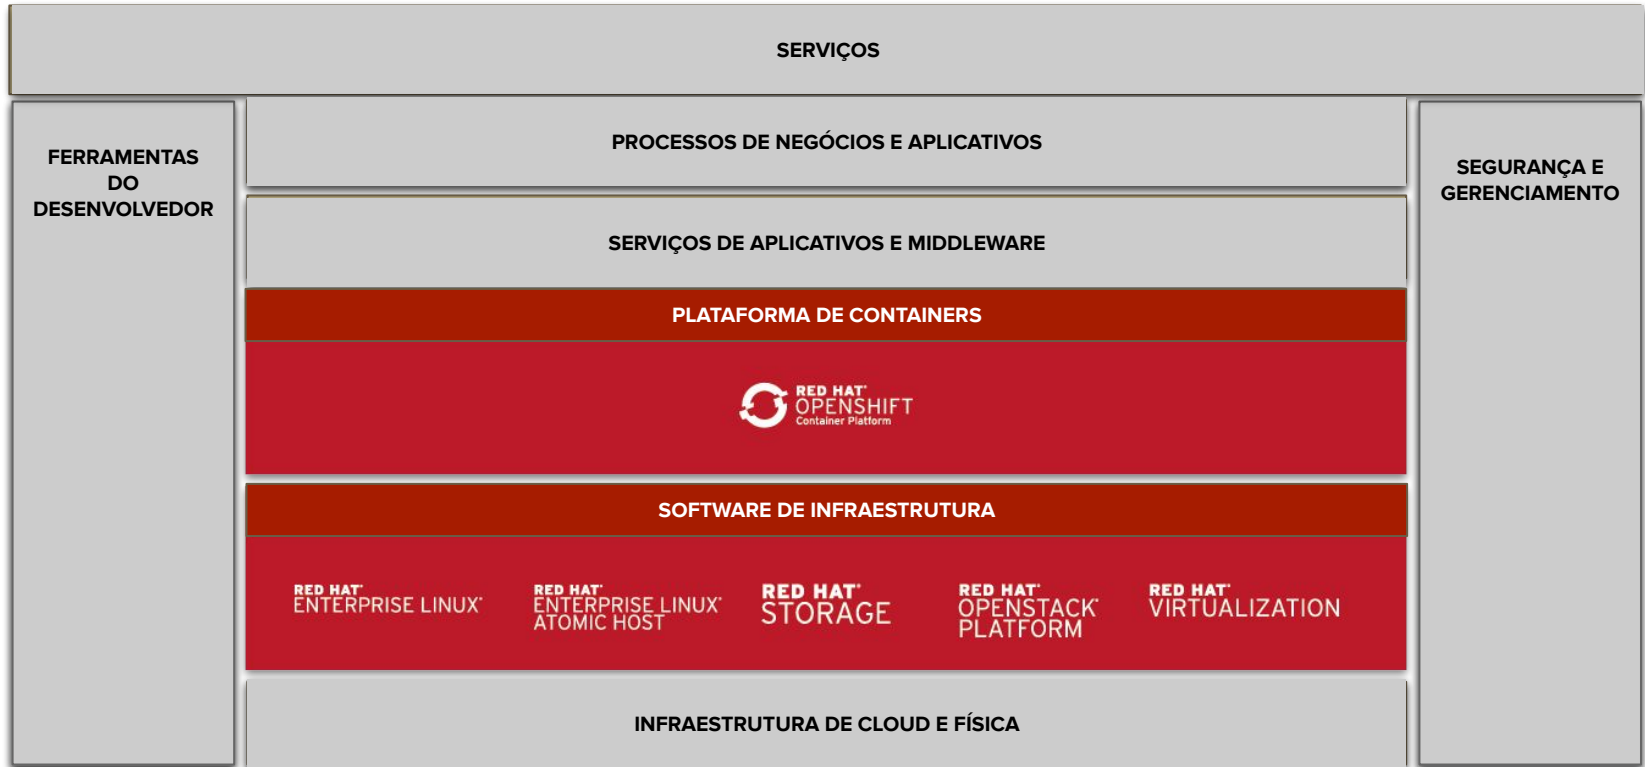 SERVIÇOS
FERRAMENTAS
DO
DESENVOLVEDOR
PROCESSOS DE NEGÓCIOS E APLICATIVOS
SEGURANÇA E
GERENCIAMENTO
SERVIÇOS DE APLICATIVOS E MIDDLEWARE
PLATAFORMA DE CONTAINERS
RED HAT®
OPENSHIFT
Container Platform
SOFTWARE DE INFRAESTRUTURA
RED HAT®
ENTERPRISE LINUX®
RED HAT®
ENTERPRISE LINUX®
ATOMIC HOST
RED HAT®
STORAGE
RED HAT®
OPENSTACK®
PLATFORM
RED HAT®
VIRTUALIZATION
INFRAESTRUTURA DE CLOUD E FÍSICA